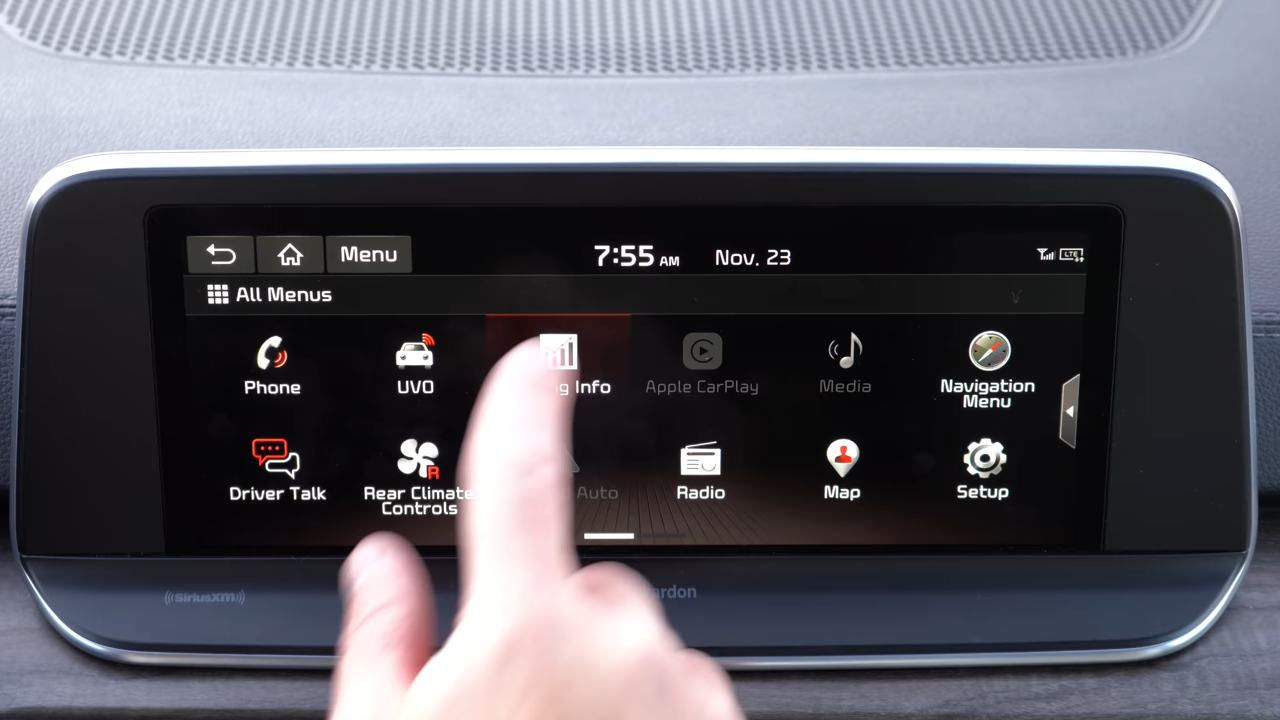 Menu
7:55 AM
Nov. 23
LTE
All Menus
Phone
UVO
g Info
Apple CarPlay
Media
Navigation
Menu
Driver Talk
Rear Climate
Controls
R
Auto
Radio
Map
Setup
SiriusXM
ardon